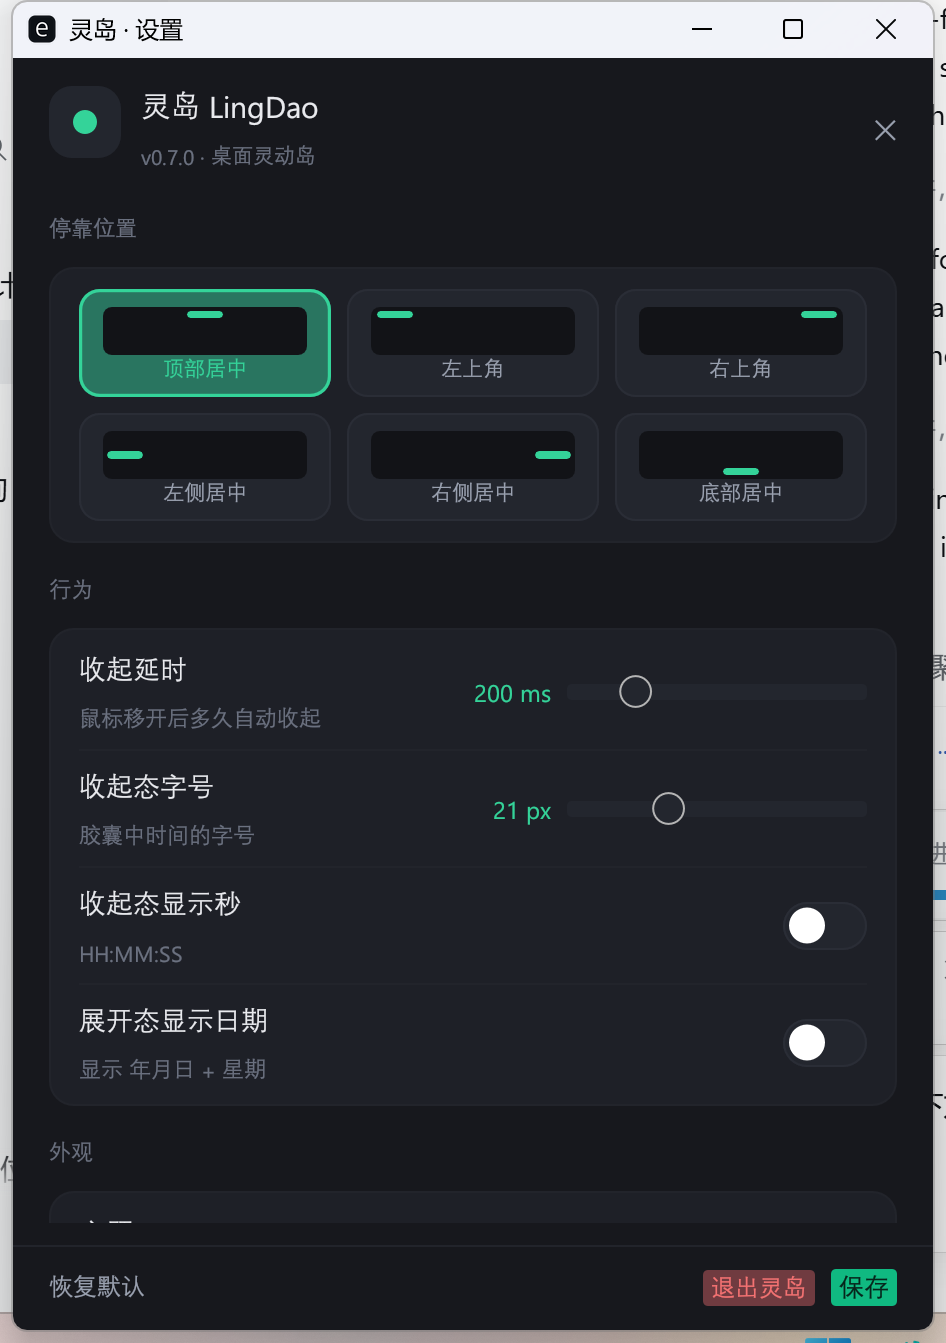 灵岛 · 设置
灵岛 LingDao
v0.7.0 · 桌面灵动岛
停靠位置
顶部居中
左上角
右上角
左侧居中
右侧居中
底部居中
行为
收起延时
200 ms
鼠标移开后多久自动收起
收起态字号
21 px
胶囊中时间的字号
收起态显示秒
HH:MM:SS
展开态显示日期
显示 年月日 + 星期
外观
恢复默认
退出灵岛
保存